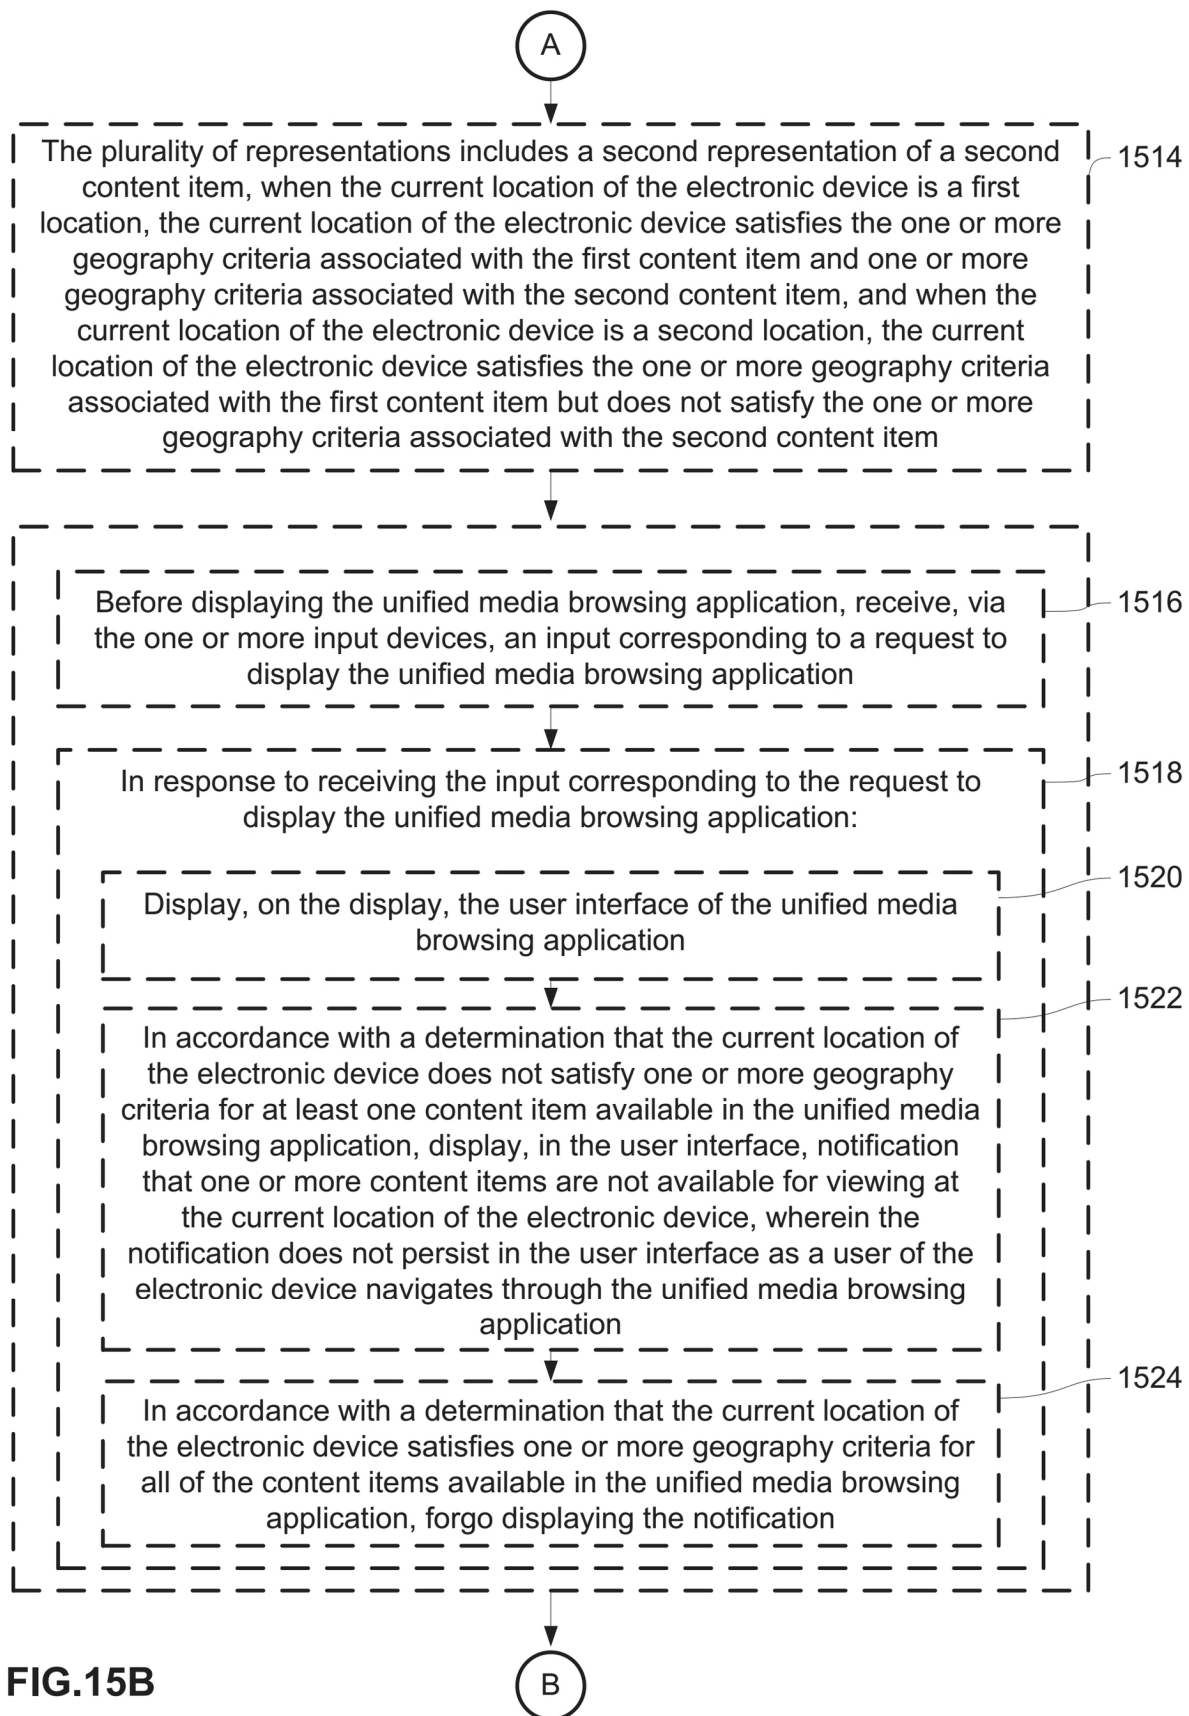 A
The plurality of representations includes a second representation of a second
content item, when the current location of the electronic device is a first
location, the current location of the electronic device satisfies the one or more
geography criteria associated with the first content item and one or more
geography criteria associated with the second content item, and when the
current location of the electronic device is a second location, the current
location of the electronic device satisfies the one or more geography criteria
associated with the first content item but does not satisfy the one or more
geography criteria associated with the second content item
1514
Before displaying the unified media browsing application, receive, via
the one or more input devices, an input corresponding to a request to
display the unified media browsing application
1516
In response to receiving the input corresponding to the request to
display the unified media browsing application:
1518
Display, on the display, the user interface of the unified media
browsing application
1520
In accordance with a determination that the current location of
the electronic device does not satisfy one or more geography
criteria for at least one content item available in the unified media
browsing application, display, in the user interface, notification
that one or more content items are not available for viewing at
the current location of the electronic device, wherein the
notification does not persist in the user interface as a user of the
electronic device navigates through the unified media browsing
application
1522
In accordance with a determination that the current location of
the electronic device satisfies one or more geography criteria for
all of the content items available in the unified media browsing
application, forgo displaying the notification
1524
FIG.15B
B